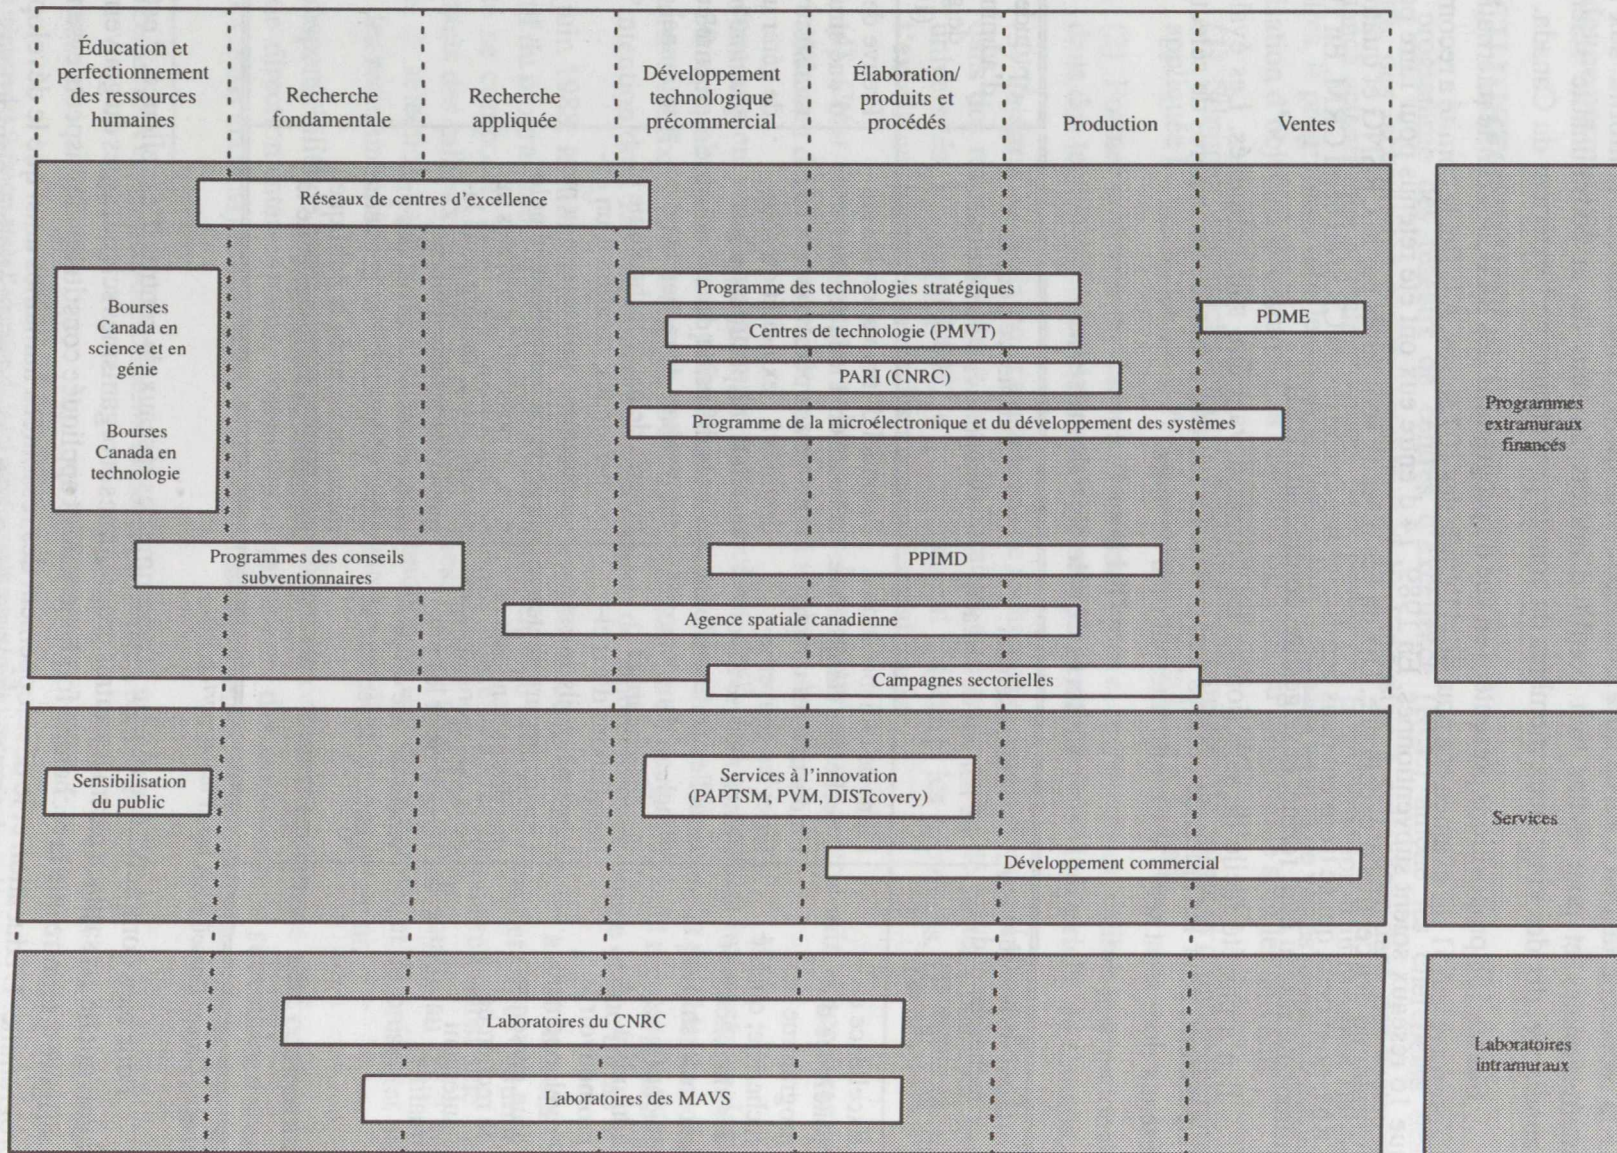 Éducation et
perfectionnement
des ressources
humaines
Recherche
fondamentale
Recherche
appliquée
Développement
technologique
précommercial
Élaboration/
produits et
procédés
Production
Ventes
Réseaux de centres d'excellence
Bourses
Canada en
science et en
génie
Bourses
Canada en
technologie
Programme des technologies stratégiques
Centres de technologie (PMVT)
PARI (CNRC)
Programme de la microélectronique et du développement des systèmes
PDME
Programmes des conseils
subventionnaires
PPIMD
Agence spatiale canadienne
Campagnes sectorielles
Programmes
extramuraux
financés
Sensibilisation
du public
Services à l'innovation
(PAPTSM, PVM, DISTcovery)
Développement commercial
Services
Laboratoires du CNRC
Laboratoires des MAVS
Laboratoires
intramuraux